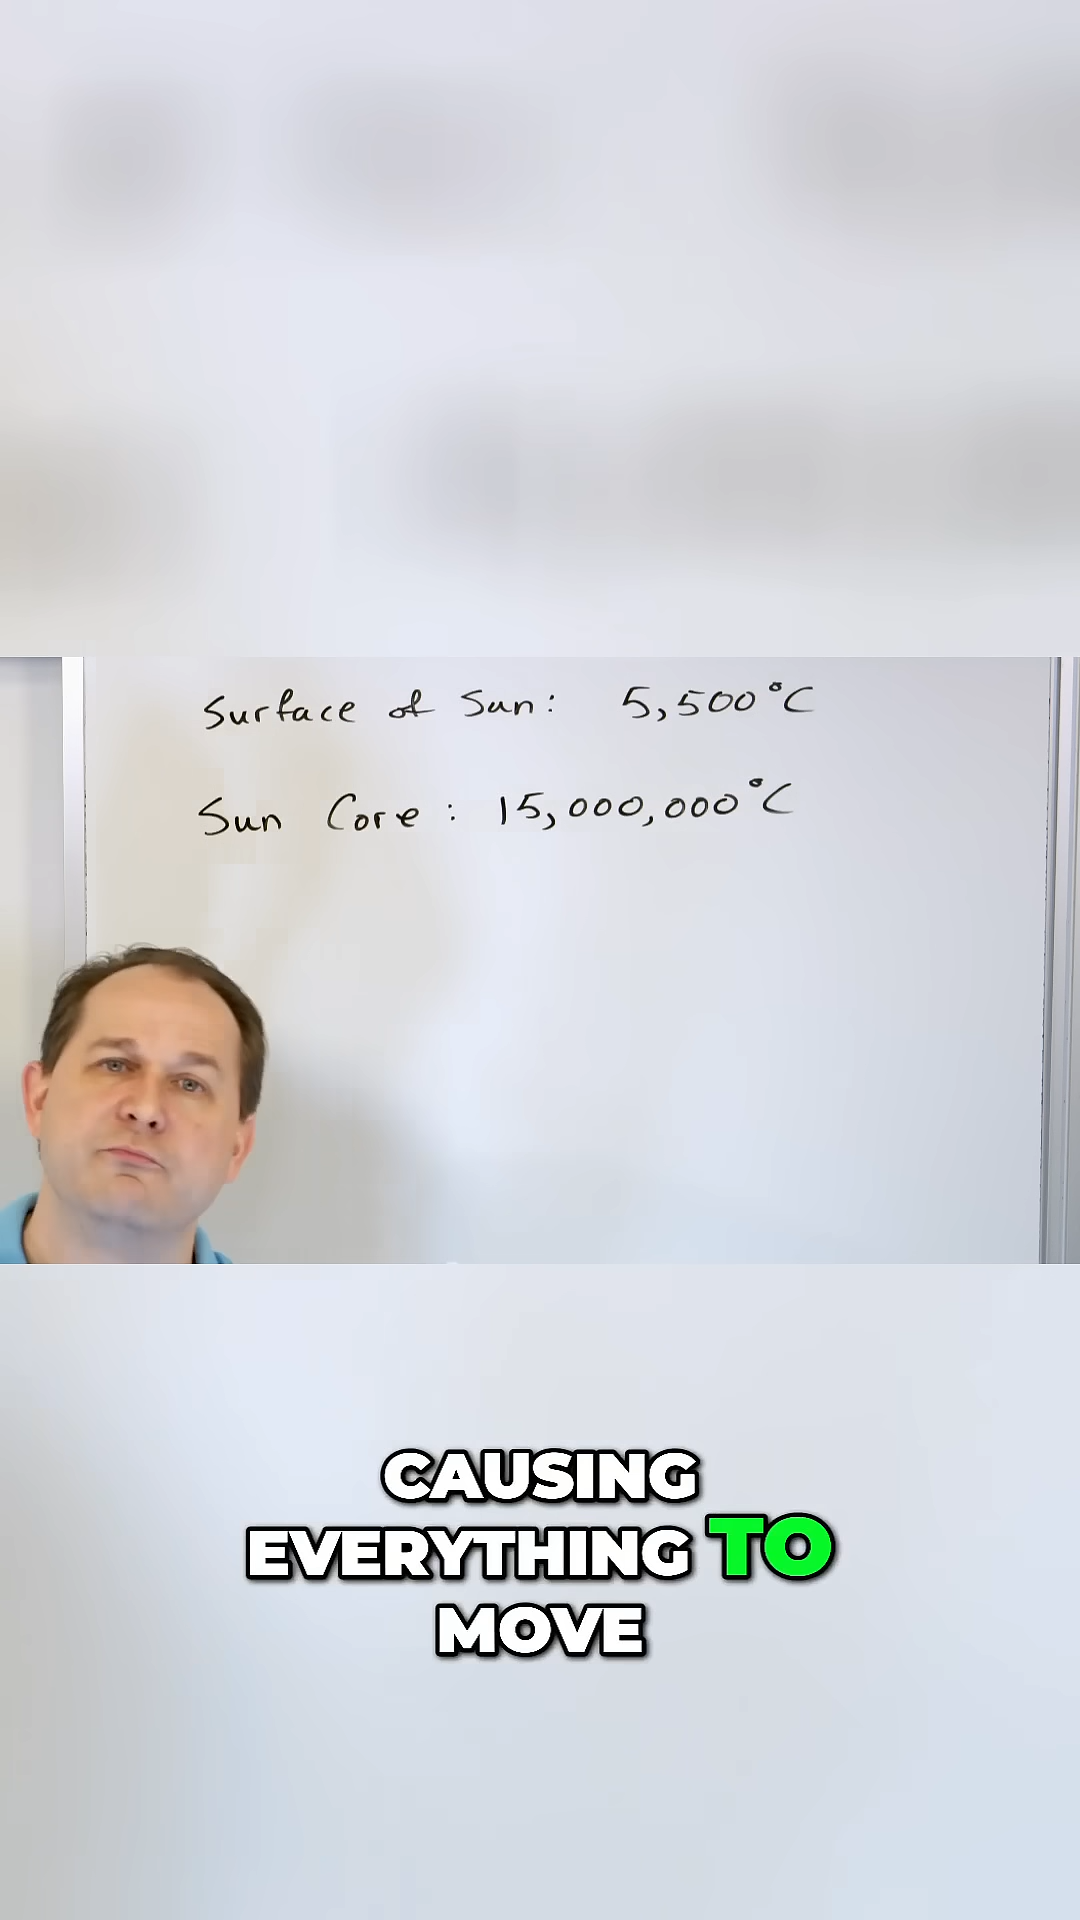 Surface of Sun: 5,500°C
Sun Core: 15,000,000°C
CAUSING
EVERYTHING TO
MOVE